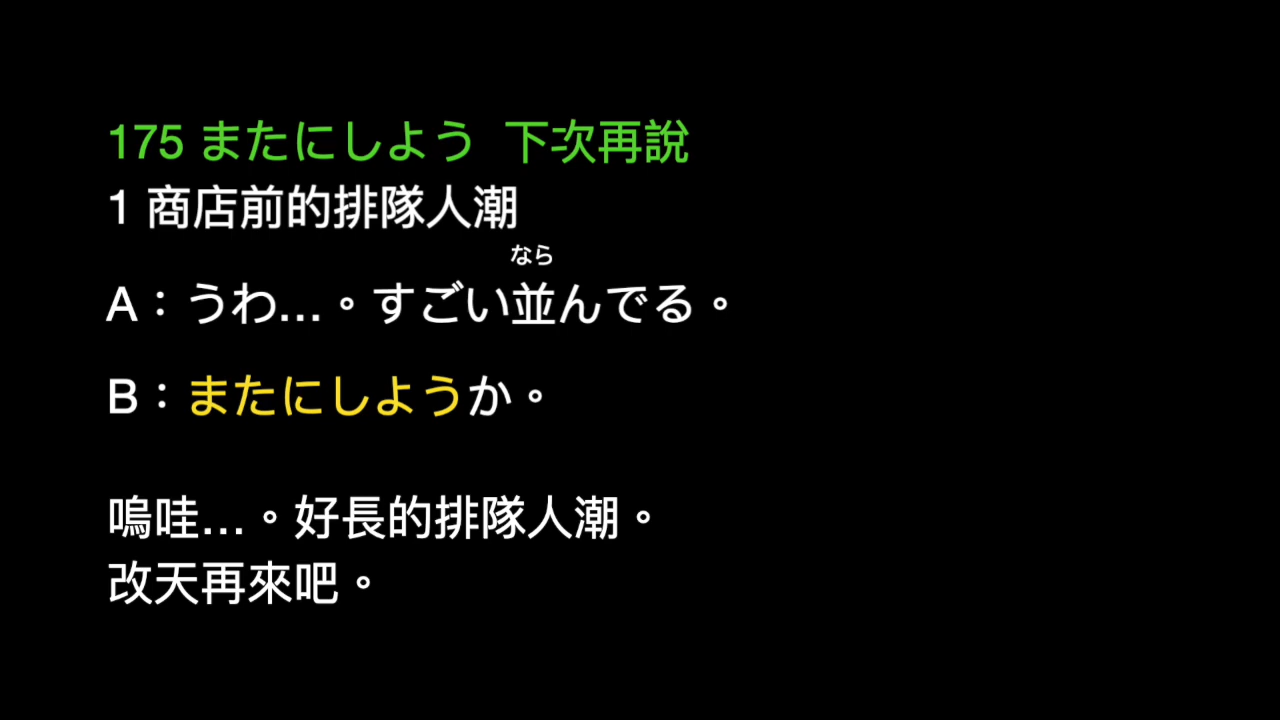 175 またにしよう 下次再說
1 商店前的排隊人潮
なら
A：うわ…。すごい並んでる。
B：またにしようか。
嗚哇…。好長的排隊人潮。
改天再來吧。